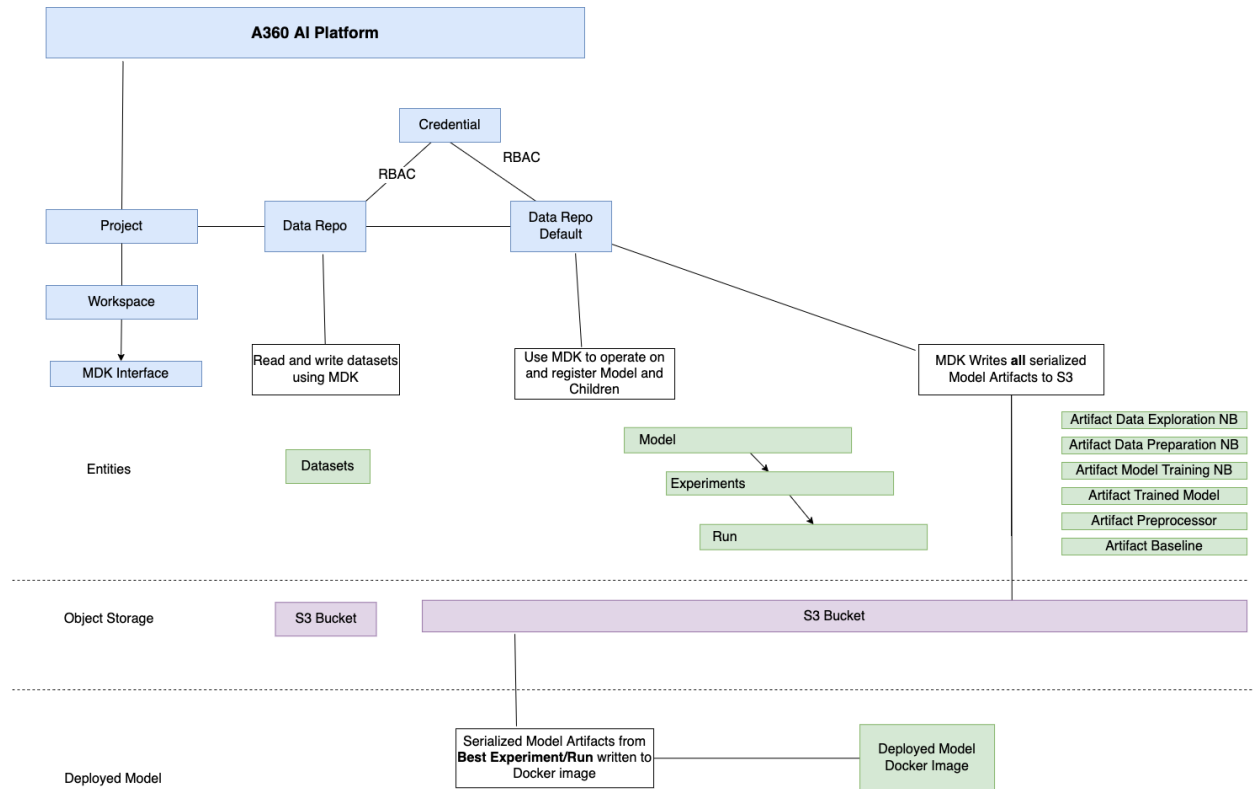 A360 AI Platform
Credential
RBAC
RBAC
Project
Data Repo
Data Repo
Default
Workspace
MDK Interface
Read and write datasets
using MDK
Use MDK to operate on
and register Model and
Children
MDK Writes all serialized
Model Artifacts to S3
Entities
Datasets
Model
Experiments
Run
Artifact Data Exploration NB
Artifact Data Preparation NB
Artifact Model Training NB
Artifact Trained Model
Artifact Preprocessor
Artifact Baseline
Object Storage
S3 Bucket
S3 Bucket
Deployed Model
Serialized Model Artifacts from
Best Experiment/Run written to
Docker image
Deployed Model
Docker Image